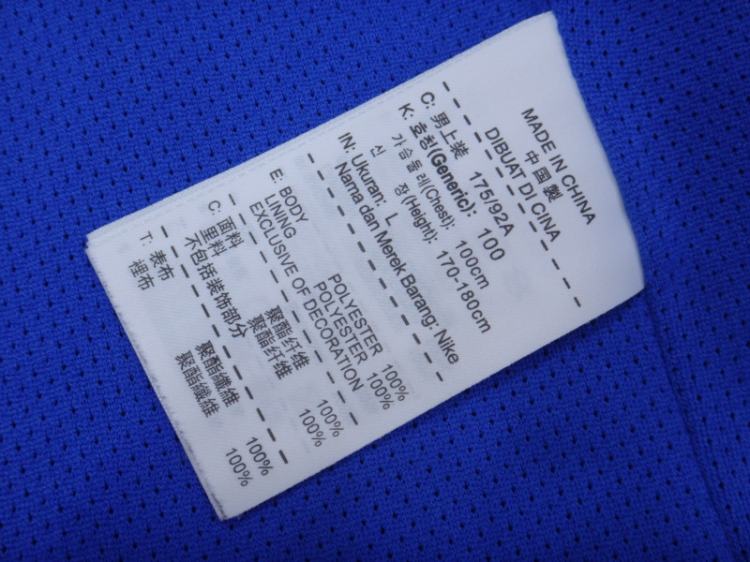 MADE IN CHINA
中国製
DIBUAT DI CINA
C: 男上装 175/92A
K: 호칭(Generic): 100
가슴둘레(Chest): 100cm
신 장(Heighj): 170-180cm
IN: Ukuran: L
Nama dan Merek Barang: Nike
E: BODY POLYESTER 100%
LINING POLYESTER 100%
EXCLUSIVE OF DECORATION
C: 面料 聚酯纤维 100%
里料 聚酯纤维 100%
不包括装饰部分
T: 表布 聚酯纖維 100%
裡布 聚酯纖維 100%